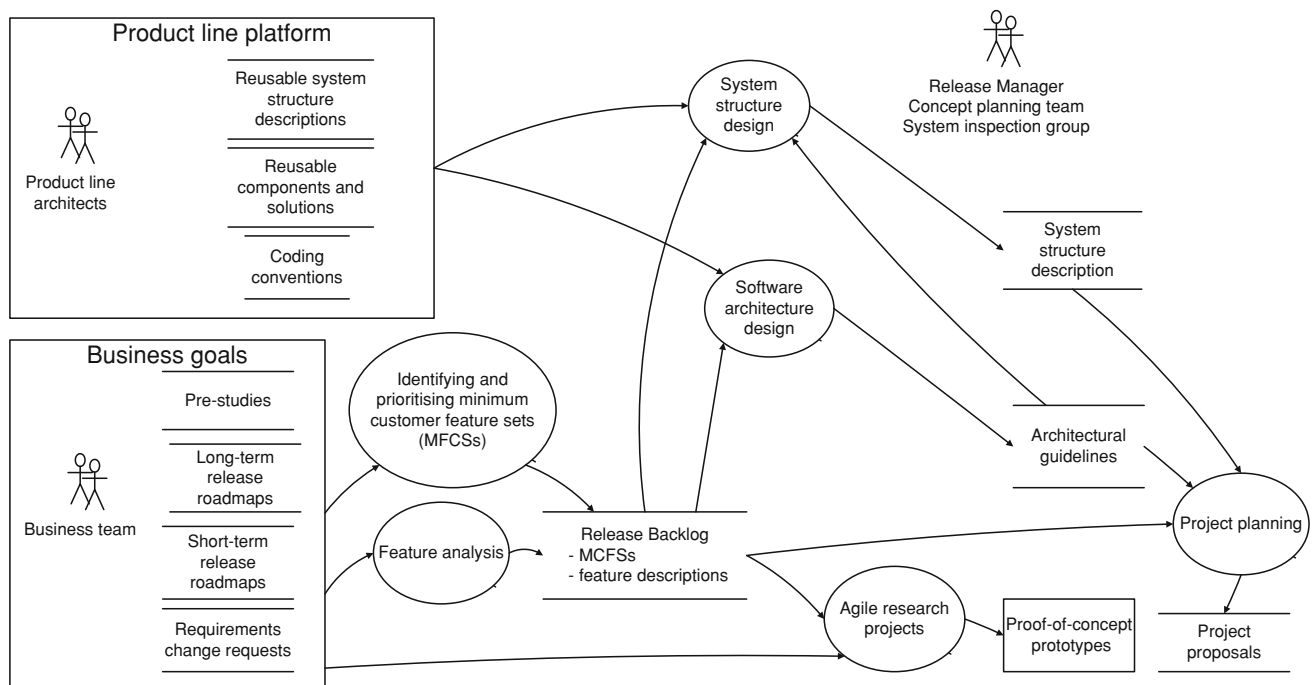 Product line platform
Reusable system
structure
descriptions
Reusable
components and
solutions
Coding
conventions
Product line
architects
System
structure
design
Release Manager
Concept planning team
System inspection group
System
structure
description
Software
architecture
design
Business goals
Pre-studies
Long-term
release
roadmaps
Short-term
release
roadmaps
Requirements
change requests
Business team
Identifying and
prioritising minimum
customer feature sets
(MFCSs)
Feature analysis
Release Backlog
- MCFSs
- feature descriptions
Architectural
guidelines
Project planning
Agile research
projects
Proof-of-concept
prototypes
Project
proposals